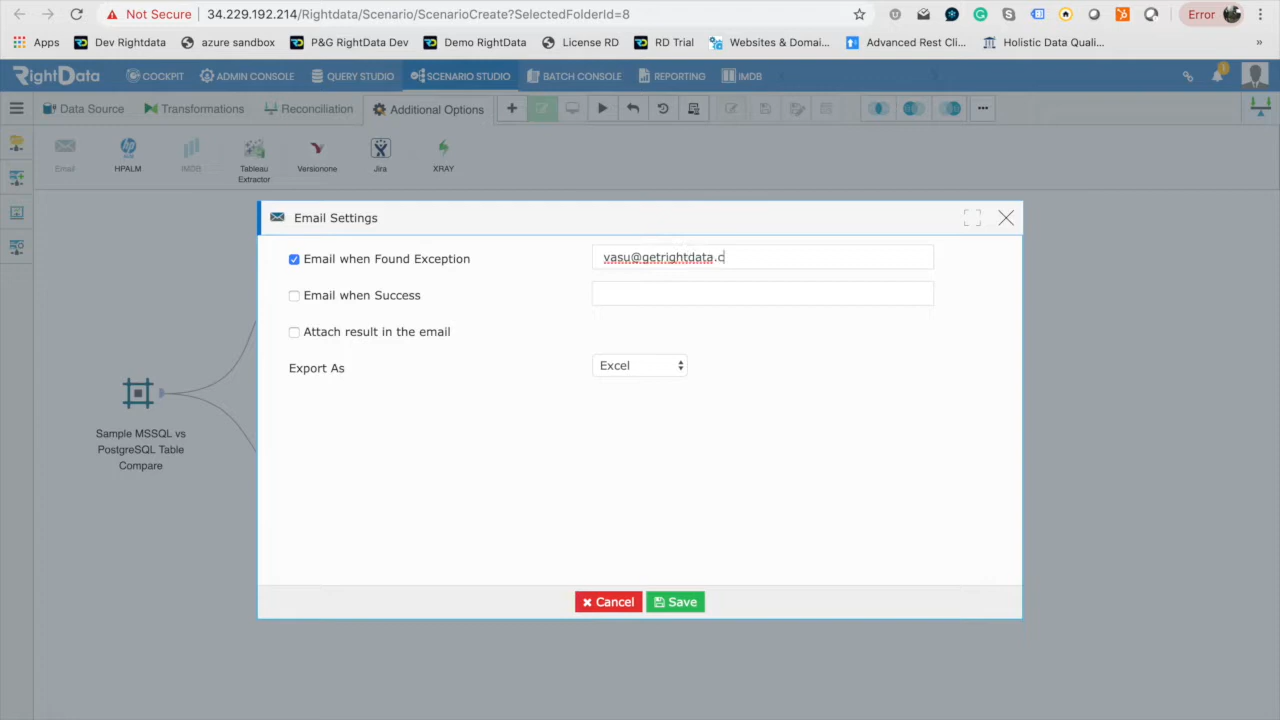 Not Secure 34.229.192.214/Rightdata/Scenario/ScenarioCreate?SelectedFolderId=8 Error
Apps Dev Rightdata azure sandbox P&G RightData Dev Demo RightData License RD RD Trial Websites & Domai... Advanced Rest Cli... Holistic Data Quali... »
RightData COCKPIT ADMIN CONSOLE QUERY STUDIO SCENARIO STUDIO BATCH CONSOLE REPORTING IMDB 1
Data Source Transformations Reconciliation Additional Options
Email HPALM IMDB Tableau Extractor Versionone Jira XRAY
Email Settings
Email when Found Exception vasu@getrightdata.c
Email when Success
Attach result in the email
Export As Excel
Sample MSSQL vs
PostgreSQL Table
Compare
Cancel Save